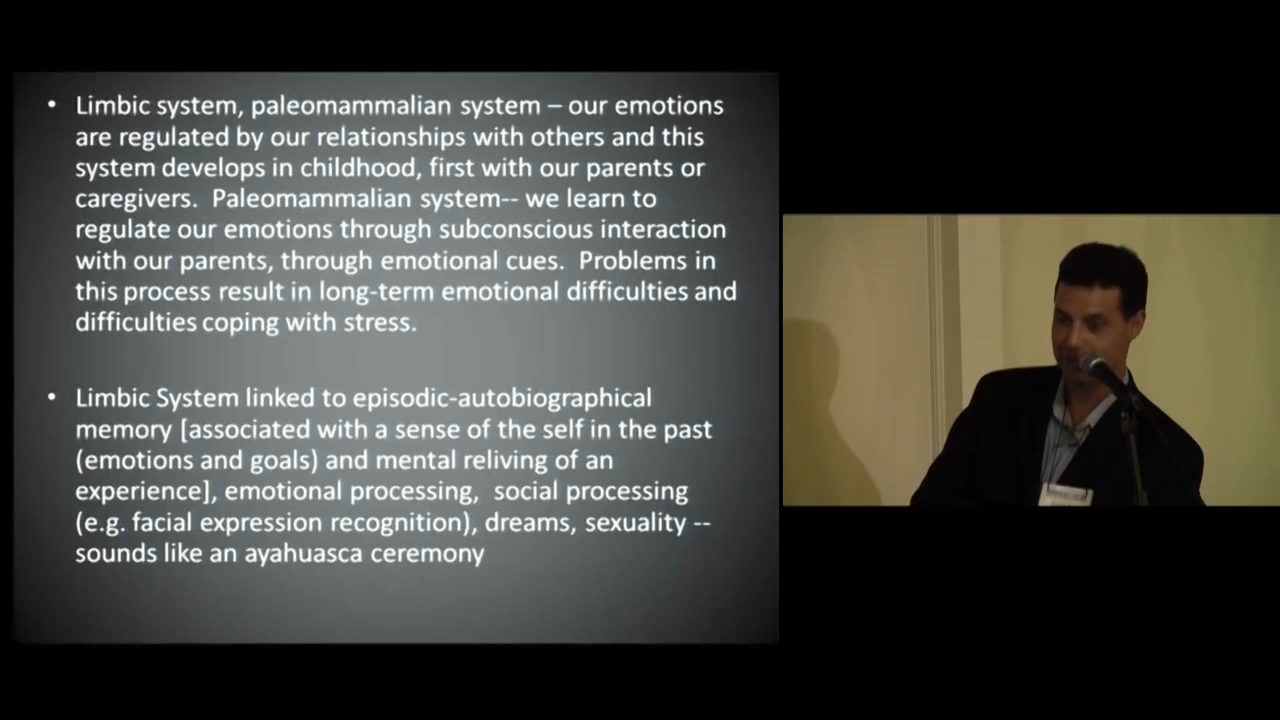 • Limbic system, paleomammalian system – our emotions
are regulated by our relationships with others and this
system develops in childhood, first with our parents or
caregivers.  Paleomammalian system-- we learn to
regulate our emotions through subconscious interaction
with our parents, through emotional cues.  Problems in
this process result in long-term emotional difficulties and
difficulties coping with stress.
• Limbic System linked to episodic-autobiographical
memory [associated with a sense of the self in the past
(emotions and goals) and mental reliving of an
experience], emotional processing,  social processing
(e.g. facial expression recognition), dreams, sexuality --
sounds like an ayahuasca ceremony